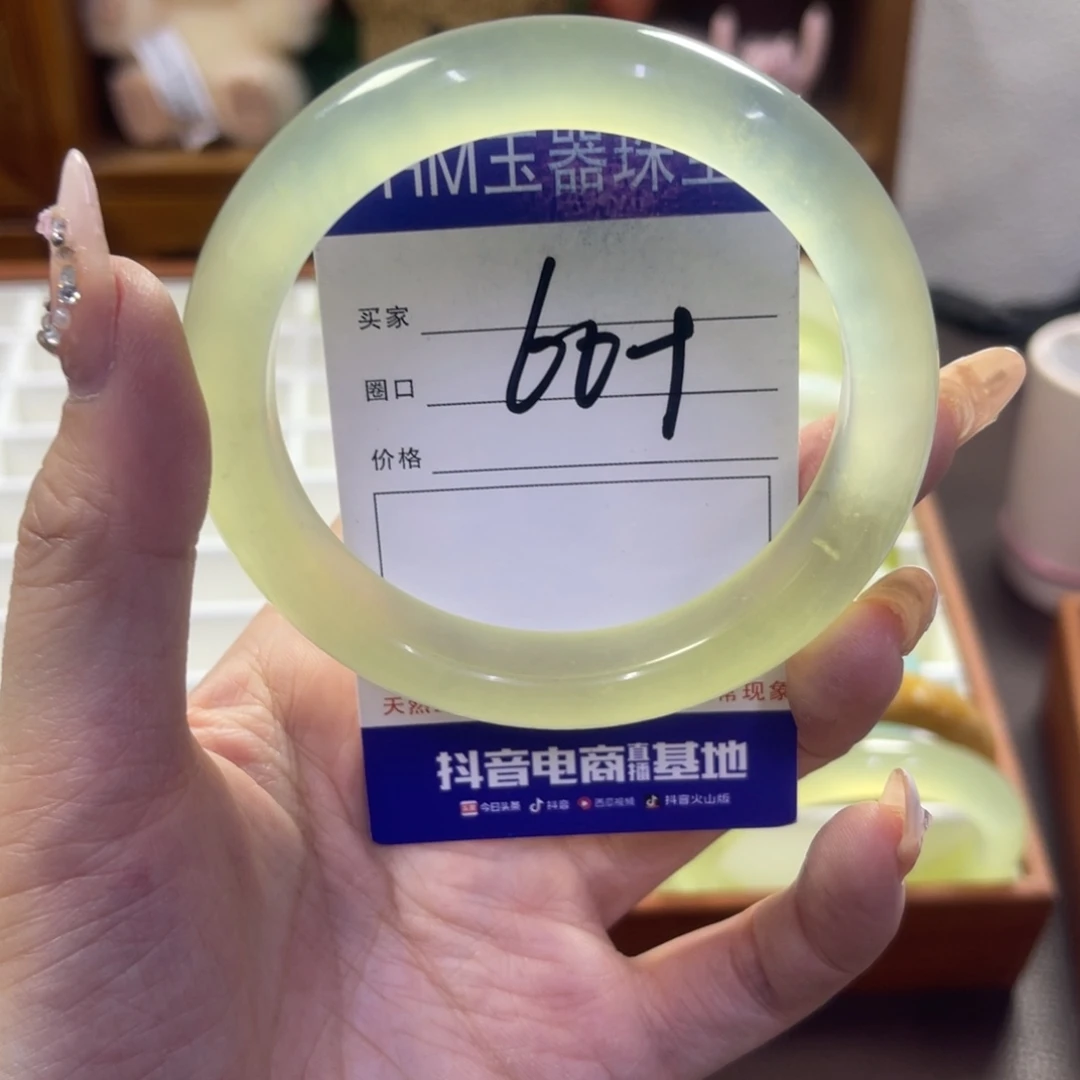 HM玉器珠宝
买家
圈口
价格
天然
常现象
抖音电商直播基地
今日头条 抖音 西瓜视频 抖音火山版